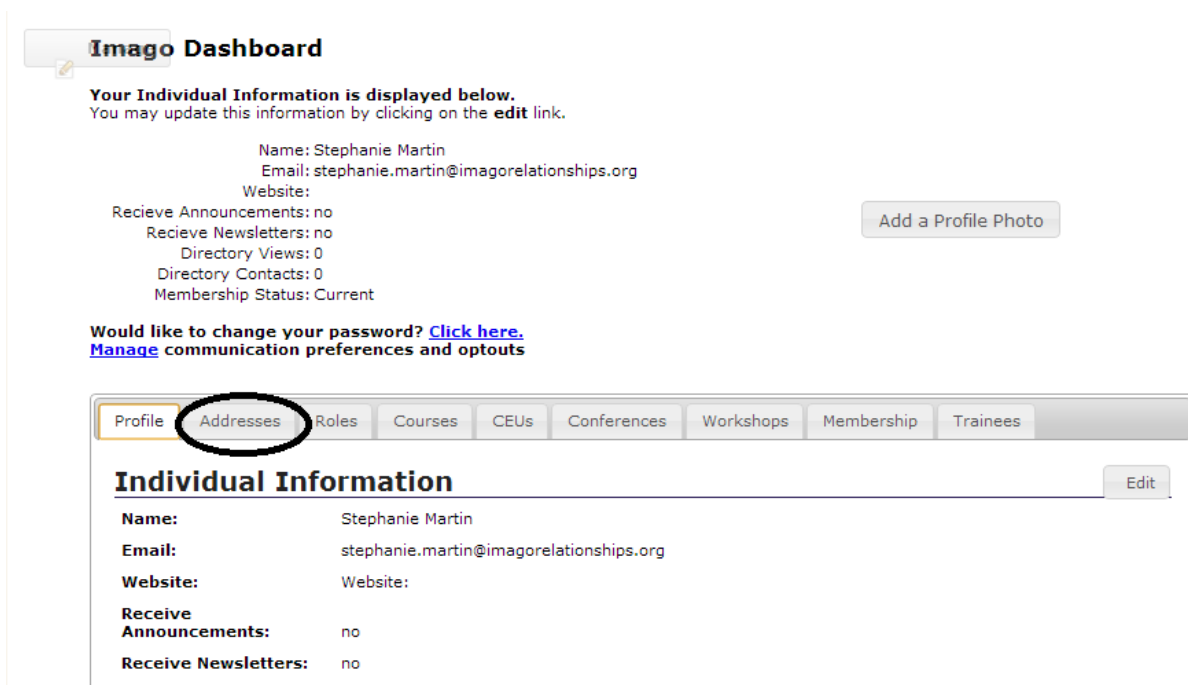 Imago Dashboard
Your Individual Information is displayed below.
You may update this information by clicking on the edit link.
Name: Stephanie Martin
Email: stephanie.martin@imagorelationships.org
Website:
Recieve Announcements: no
Recieve Newsletters: no
Directory Views: 0
Directory Contacts: 0
Membership Status: Current
Add a Profile Photo
Would like to change your password? Click here.
Manage communication preferences and optouts
Profile Addresses Roles Courses CEUs Conferences Workshops Membership Trainees
Individual Information
Edit
Name: Stephanie Martin
Email: stephanie.martin@imagorelationships.org
Website: Website:
Receive
Announcements: no
Receive Newsletters: no